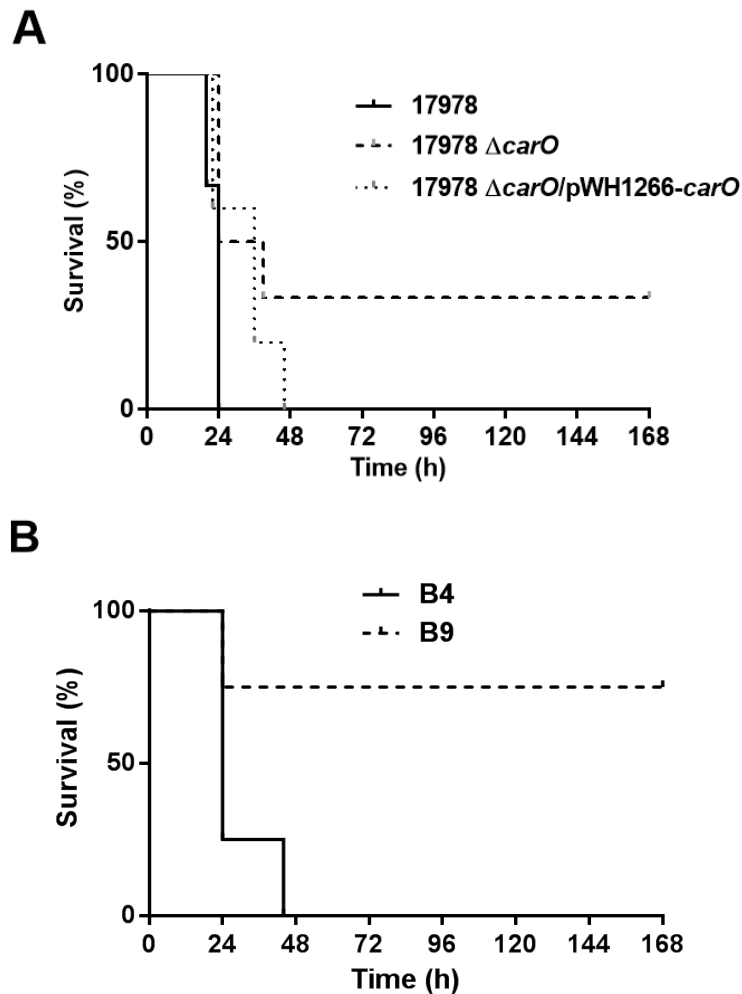 A
Survival (%)
100
50
0
17978
17978 ΔcarO
17978 ΔcarO/pWH1266-carO
0 24 48 72 96 120 144 168
Time (h)
B
Survival (%)
100
50
0
B4
B9
0 24 48 72 96 120 144 168
Time (h)